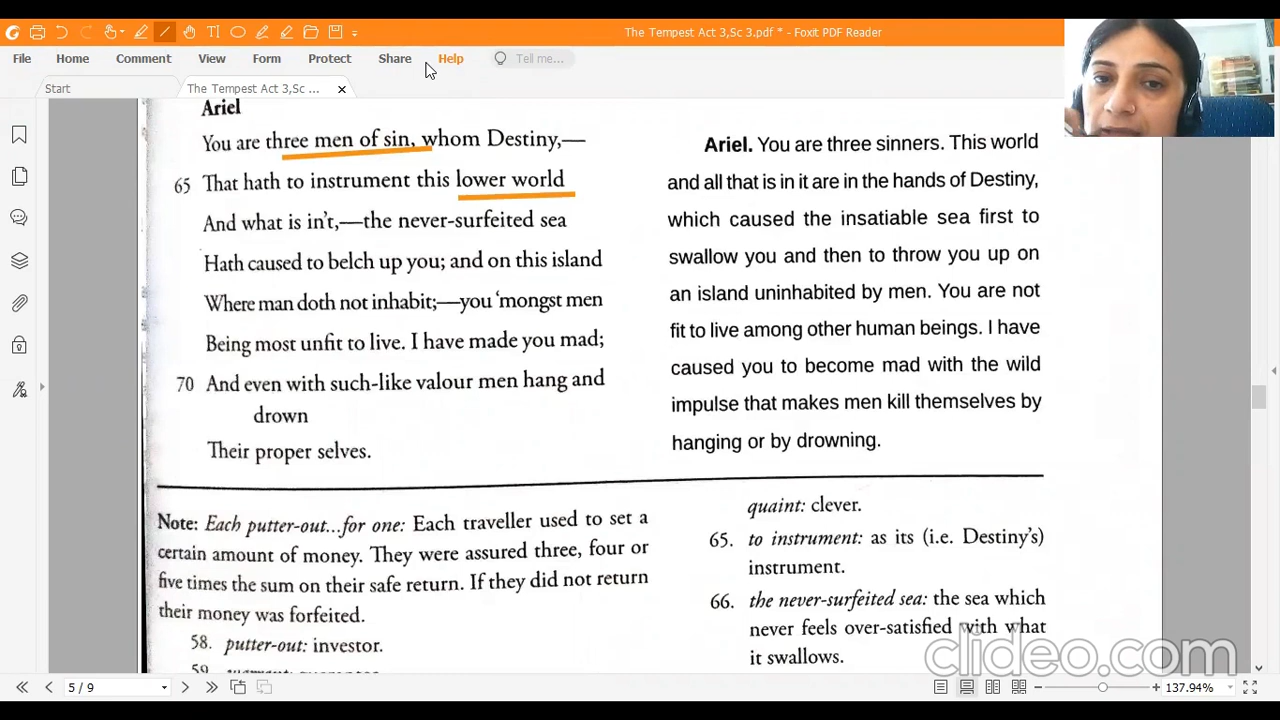 The Tempest Act 3,Sc 3.pdf * - Foxit PDF Reader
File Home Comment View Form Protect Share Help Tell me...
Start The Tempest Act 3,Sc ...
Ariel
You are three men of sin, whom Destiny,—
65 That hath to instrument this lower world
And what is in't,—the never-surfeited sea
Hath caused to belch up you; and on this island
Where man doth not inhabit;—you 'mongst men
Being most unfit to live. I have made you mad;
70 And even with such-like valour men hang and
drown
Their proper selves.
Ariel. You are three sinners. This world
and all that is in it are in the hands of Destiny,
which caused the insatiable sea first to
swallow you and then to throw you up on
an island uninhabited by men. You are not
fit to live among other human beings. I have
caused you to become mad with the wild
impulse that makes men kill themselves by
hanging or by drowning.
Note: Each putter-out...for one: Each traveller used to set a
certain amount of money. They were assured three, four or
five times the sum on their safe return. If they did not return
their money was forfeited.
58. putter-out: investor.
59.
quaint: clever.
65. to instrument: as its (i.e. Destiny's)
instrument.
66. the never-surfeited sea: the sea which
never feels over-satisfied with what
it swallows.
clideo.com
5 / 9
137.94%